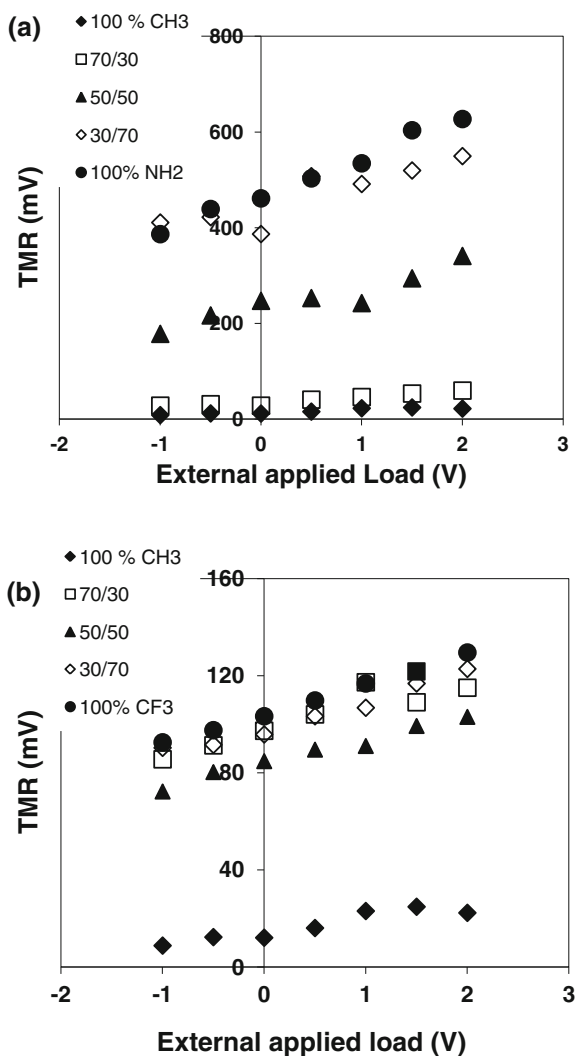 (a)
100 % CH3
70/30
50/50
30/70
100% NH2
800
600
400
200
0
TMR (mV)
-2 -1 0 1 2 3
External applied Load (V)
(b)
100 % CH3
70/30
50/50
30/70
100% CF3
160
120
80
40
0
TMR (mV)
-2 -1 0 1 2 3
External applied load (V)